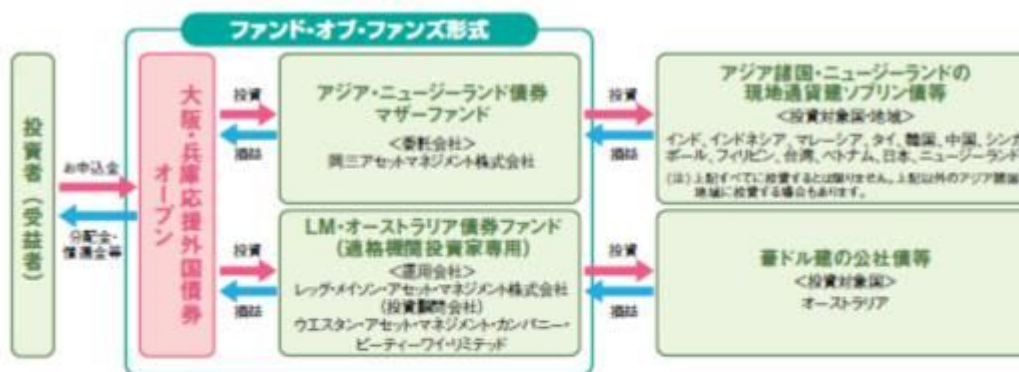 ファンド・オブ・ファンズ形式
投資者（受益者）
お申込金
分配金・
償還金等
大阪・兵庫応援外国債券
オープン
投資
損益
アジア・ニュージーランド債券
マザーファンド
<委託会社>
岡三アセットマネジメント株式会社
投資
損益
アジア諸国・ニュージーランドの
現地通貨建ソブリン債等
<投資対象国・地域>
インド、インドネシア、マレーシア、タイ、韓国、中国、シンガ
ポール、フィリピン、台湾、ベトナム、日本、ニュージーランド
(注)上記すべてに投資するとは限りません。上記以外のアジア諸国
地域に投資する場合もあります。
投資
損益
LM・オーストラリア債券ファンド
(適格機関投資家専用)
<運用会社>
レッグ・メイソン・アセット・マネジメント株式会社
(投資顧問会社)
ウエスタン・アセット・マネジメント・カンパニー・
ピーティーワイ・リミテッド
投資
損益
豪ドル建の公社債等
<投資対象国>
オーストラリア